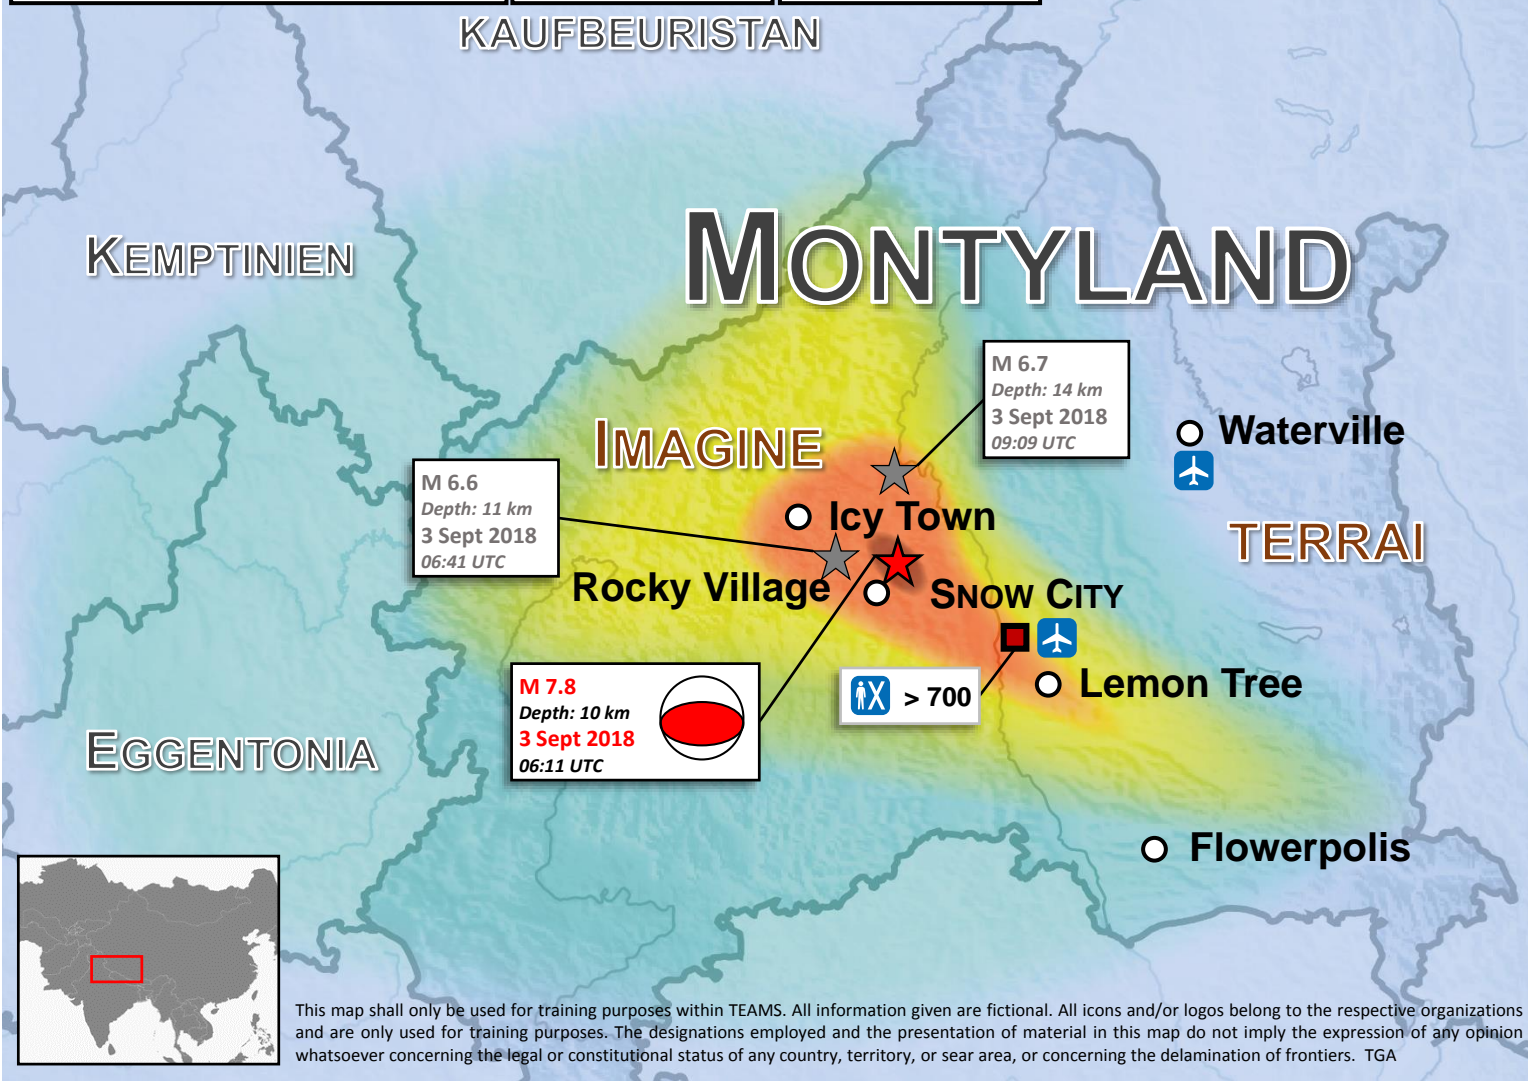 KAUFBEURISTAN
MONTYLAND
KEMPTINIEN
M 6.7
Depth: 14 km
3 Sept 2018
09:09 UTC
Waterville
IMAGINE
M 6.6
Depth: 11 km
3 Sept 2018
06:41 UTC
Icy Town
TERRAI
Rocky Village
SNOW CITY
M 7.8
Depth: 10 km
3 Sept 2018
06:11 UTC
X > 700
Lemon Tree
EGGENTONIA
Flowerpolis
This map shall only be used for training purposes within TEAMS. All information given are fictional. All icons and/or logos belong to the respective organizations
and are only used for training purposes. The designations employed and the presentation of material in this map do not imply the expression of any opinion
whatsoever concerning the legal or constitutional status of any country, territory, or sear area, or concerning the delamination of frontiers. TGA